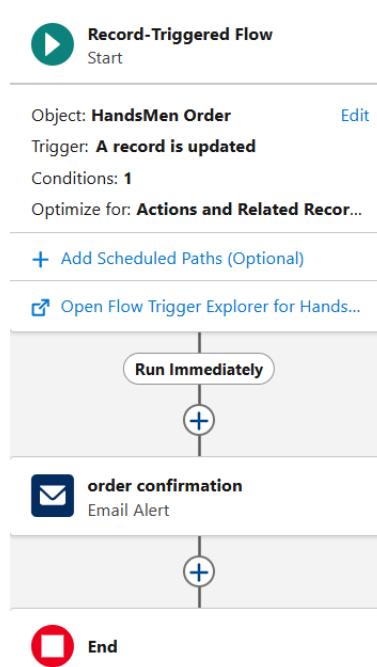 Record-Triggered Flow
Start
Object: HandsMen Order Edit
Trigger: A record is updated
Conditions: 1
Optimize for: Actions and Related Recor...
Add Scheduled Paths (Optional)
Open Flow Trigger Explorer for Hands...
Run Immediately
order confirmation
Email Alert
End